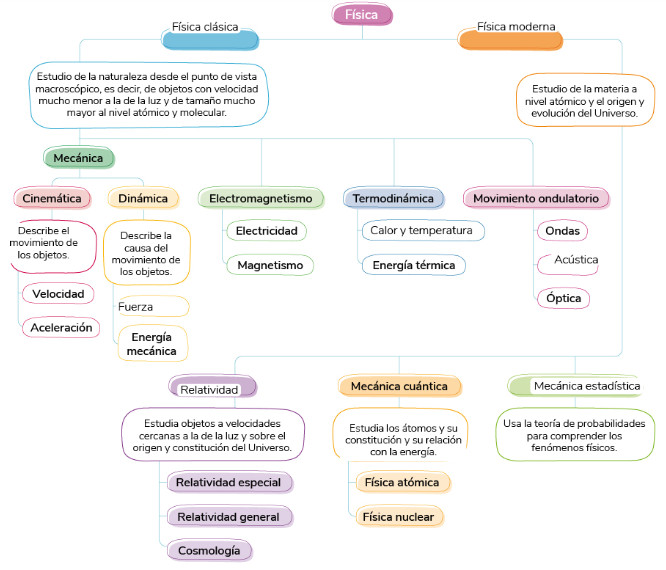 Física
Física clásica
Física moderna
Estudio de la naturaleza desde el punto de vista
macroscópico, es decir, de objetos con velocidad
mucho menor a la de la luz y de tamaño mucho
mayor al nivel atómico y molecular.
Estudio de la materia a
nivel atómico y el origen y
evolución del Universo.
Mecánica
Cinemática
Dinámica
Electromagnetismo
Termodinámica
Movimiento ondulatorio
Describe el
movimiento de
los objetos.
Velocidad
Aceleración
Describe la
causa del
movimiento de
los objetos.
Fuerza
Energía
mecánica
Electricidad
Magnetismo
Calor y temperatura
Energía térmica
Ondas
Acústica
Óptica
Relatividad
Mecánica cuántica
Mecánica estadística
Estudia objetos a velocidades
cercanas a la de la luz y sobre el
origen y constitución del Universo.
Relatividad especial
Relatividad general
Cosmología
Estudia los átomos y su
constitución y su relación
con la energía.
Física atómica
Física nuclear
Usa la teoría de probabilidades
para comprender los
fenómenos físicos.